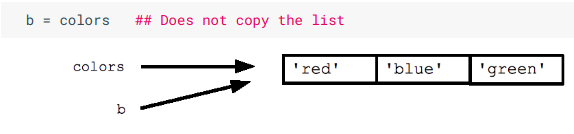 b = colors   ## Does not copy the list
colors
'red' 'blue' 'green'
b